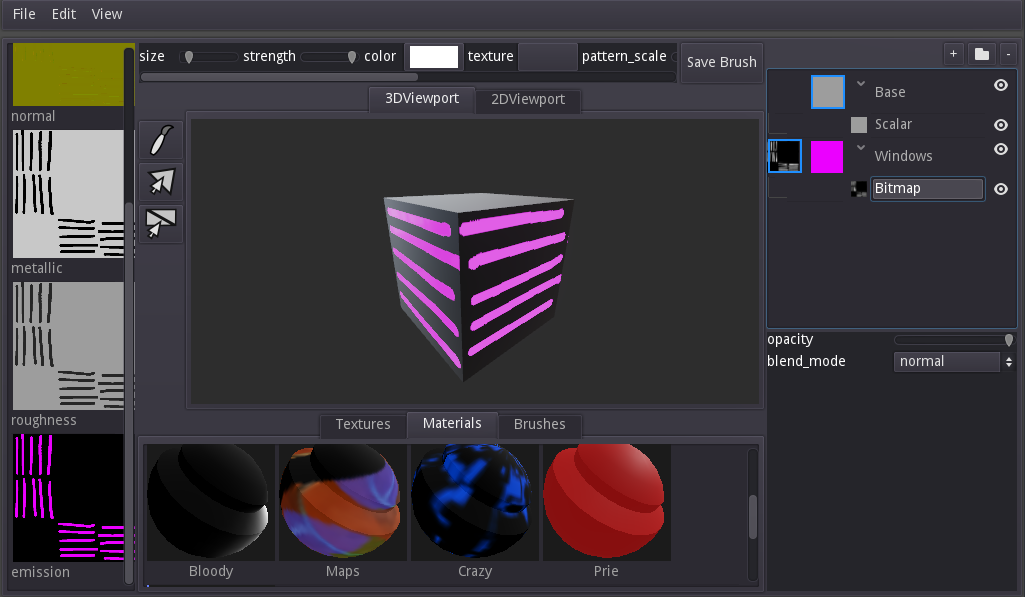 File Edit View
size strength color texture pattern_scale Save Brush + -
3DViewport 2DViewport
normal
metallic
roughness
emission
Textures Materials Brushes
Bloody Maps Crazy Prie
Base
Scalar
Windows
Bitmap
opacity
blend_mode normal